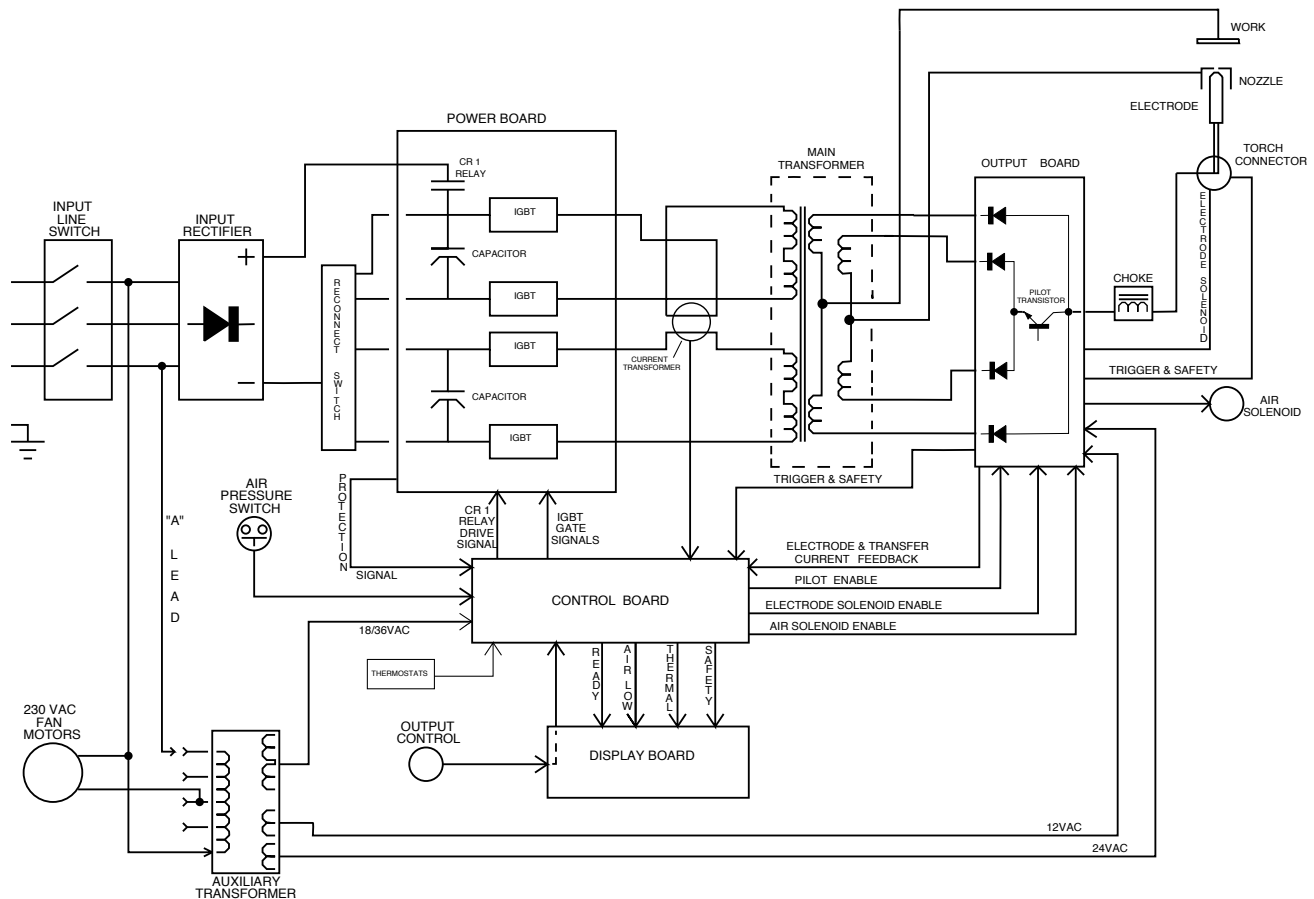 WORK
NOZZLE
ELECTRODE
TORCH
CONNECTOR
POWER BOARD
MAIN
TRANSFORMER
OUTPUT BOARD
CR 1
RELAY
INPUT
LINE
SWITCH
INPUT
RECTIFIER
+
IGBT
CAPACITOR
ELECTRODE SOLENOID
CHOKE
RECONNECT SWITCH
IGBT
PILOT
TRANSISTOR
IGBT
CURRENT
TRANSFORMER
TRIGGER & SAFETY
−
CAPACITOR
AIR
SOLENOID
IGBT
TRIGGER & SAFETY
AIR
PRESSURE
SWITCH
PROTECTION
SIGNAL
CR 1
RELAY
DRIVE
SIGNAL
IGBT
GATE
SIGNALS
"A"
LEAD
ELECTRODE & TRANSFER
CURRENT FEEDBACK
PILOT ENABLE
CONTROL BOARD
ELECTRODE SOLENOID ENABLE
AIR SOLENOID ENABLE
18/36VAC
THERMOSTATS
READY
AIR LOW
THERMAL
SAFETY
230 VAC
FAN
MOTORS
OUTPUT
CONTROL
DISPLAY BOARD
12VAC
24VAC
AUXILIARY
TRANSFORMER